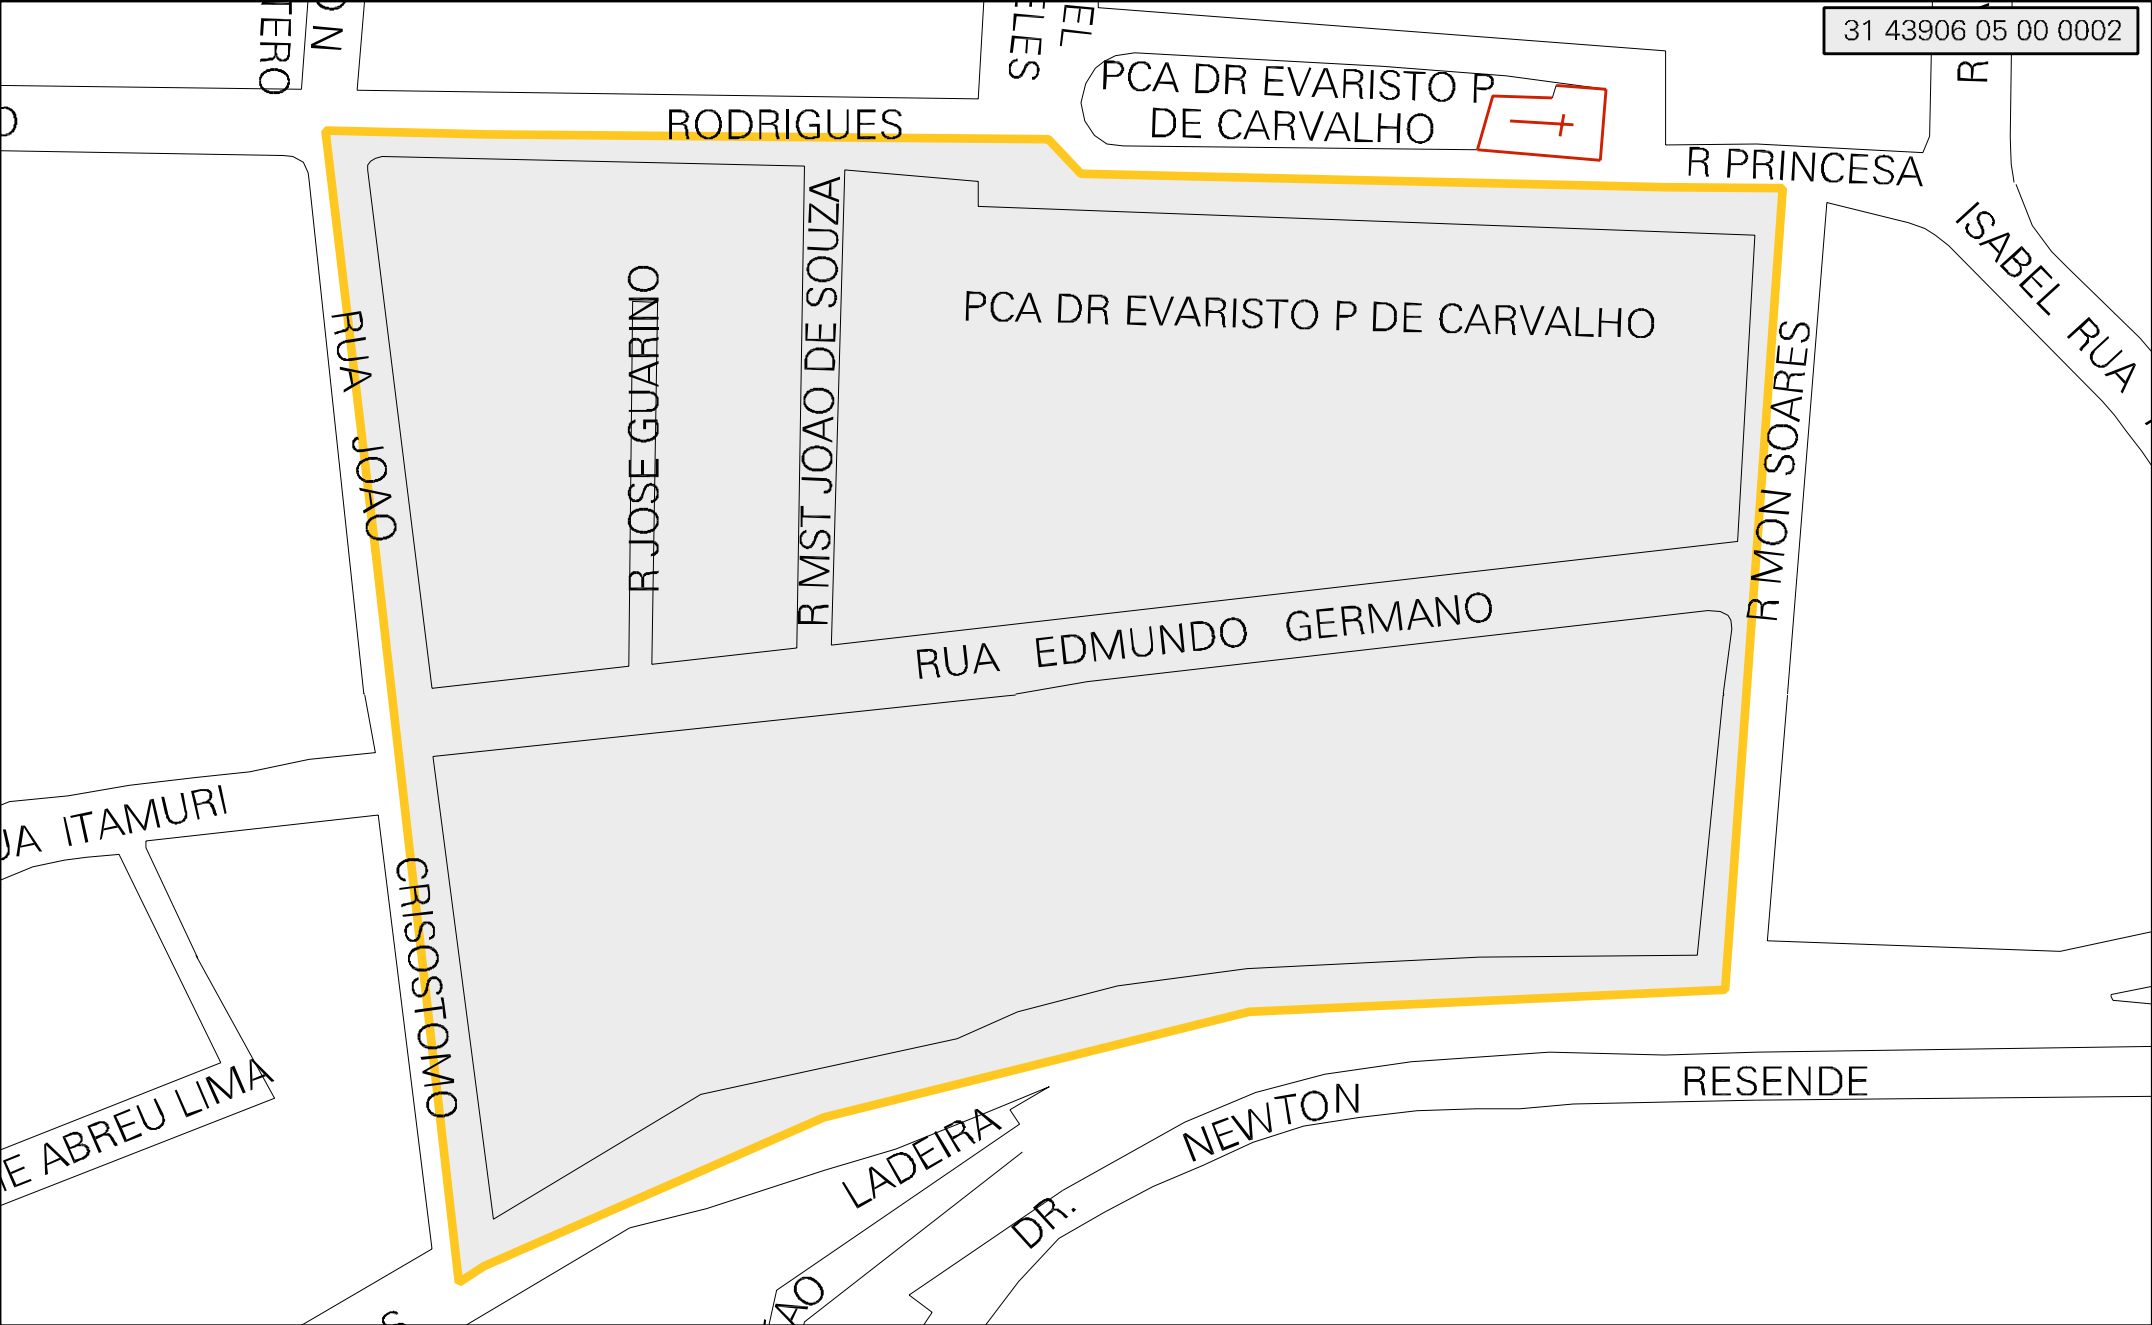 31 43906 05 00 0002
PCA DR EVARISTO P
DE CARVALHO
RODRIGUES
R PRINCESA
ISABEL RUA
RUA JOAO
CRISOSTOMO
R JOSE GUARINO
R MST JOAO DE SOUZA
PCA DR EVARISTO P DE CARVALHO
R MON SOARES
RUA EDMUNDO GERMANO
ITAMURI
ABREU LIMA
LADEIRA
DR.
NEWTON
RESENDE